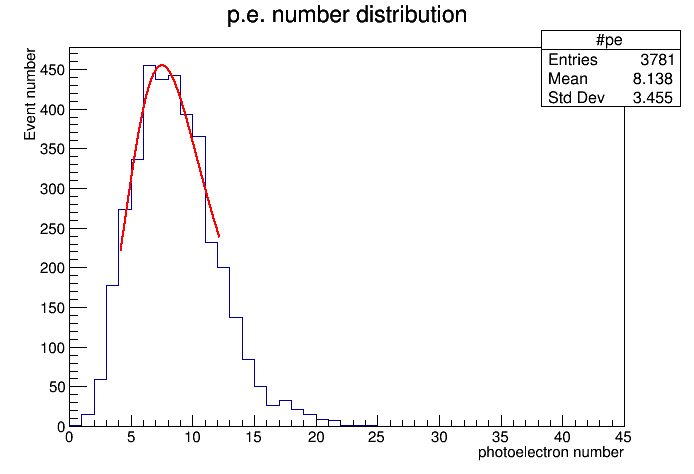 p.e. number distribution
#pe
Entries 3781
Mean 8.138
Std Dev 3.455
Event number
450
400
350
300
250
200
150
100
50
0
0 5 10 15 20 25 30 35 40 45
photoelectron number